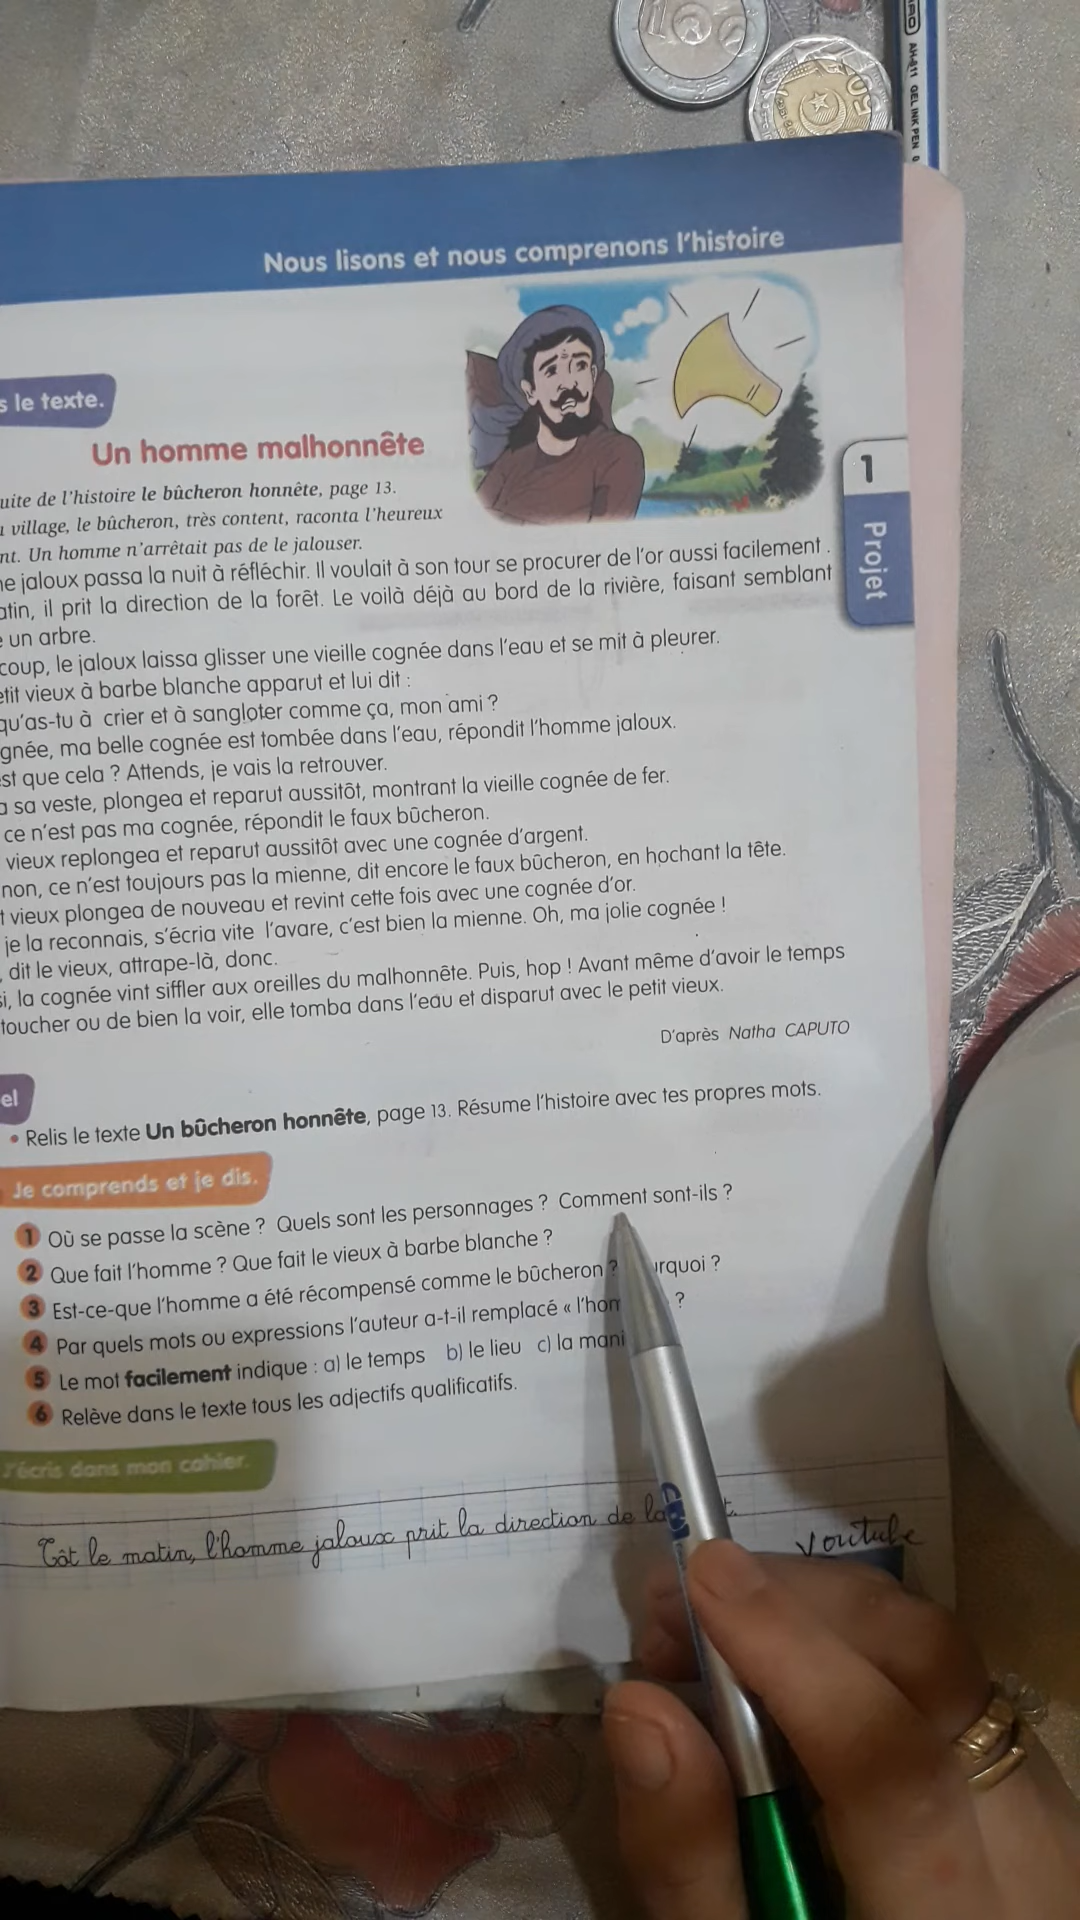 AH-811 GEL INK PEN
100
50
Nous lisons et nous comprenons l'histoire
s le texte.
Un homme malhonnête
uite de l'histoire le bûcheron honnête, page 13.
village, le bûcheron, très content, raconta l'heureux
nt. Un homme n'arrêtait pas de le jalouser.
e jaloux passa la nuit à réfléchir. Il voulait à son tour se procurer de l'or aussi facilement .
atin, il prit la direction de la forêt. Le voilà déjà au bord de la rivière, faisant semblant
un arbre.
coup, le jaloux laissa glisser une vieille cognée dans l'eau et se mit à pleurer.
etit vieux à barbe blanche apparut et lui dit :
qu'as-tu à crier et à sangloter comme ça, mon ami ?
gnée, ma belle cognée est tombée dans l'eau, répondit l'homme jaloux.
st que cela ? Attends, je vais la retrouver.
a sa veste, plongea et reparut aussitôt, montrant la vieille cognée de fer.
ce n'est pas ma cognée, répondit le faux bûcheron.
vieux replongea et reparut aussitôt avec une cognée d'argent.
non, ce n'est toujours pas la mienne, dit encore le faux bûcheron, en hochant la tête.
t vieux plongea de nouveau et revint cette fois avec une cognée d'or.
je la reconnais, s'écria vite l'avare, c'est bien la mienne. Oh, ma jolie cognée !
, dit le vieux, attrape-là, donc.
si, la cognée vint siffler aux oreilles du malhonnête. Puis, hop ! Avant même d'avoir le temps
toucher ou de bien la voir, elle tomba dans l'eau et disparut avec le petit vieux.
D'après Natha CAPUTO
1
Projet
el
• Relis le texte Un bûcheron honnête, page 13. Résume l'histoire avec tes propres mots.
Je comprends et je dis.
1 Où se passe la scène ? Quels sont les personnages ? Comment sont-ils ?
2 Que fait l'homme ? Que fait le vieux à barbe blanche ?
3 Est-ce-que l'homme a été récompensé comme le bûcheron ? urquoi ?
4 Par quels mots ou expressions l'auteur a-t-il remplacé « l'hom ?
5 Le mot facilement indique : a) le temps b) le lieu c) la mani
6 Relève dans le texte tous les adjectifs qualificatifs.
J'écris dans mon cahier.
Tôt le matin, l'homme jaloux prit la direction de la t.
youtube